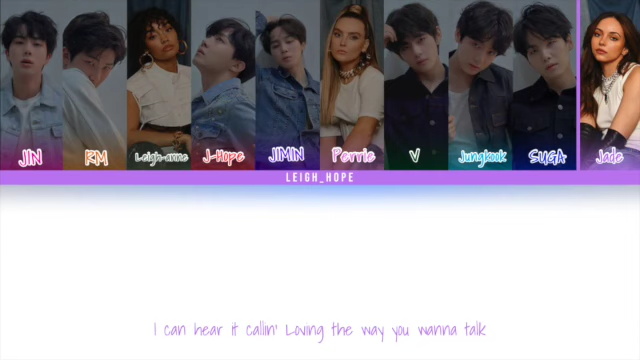 JIN RM Leigh-anne J-Hope JIMIN Perrie V Jungkook SUGA Jade
LEIGH_HOPE
I can hear it callin' Loving the way you wanna talk